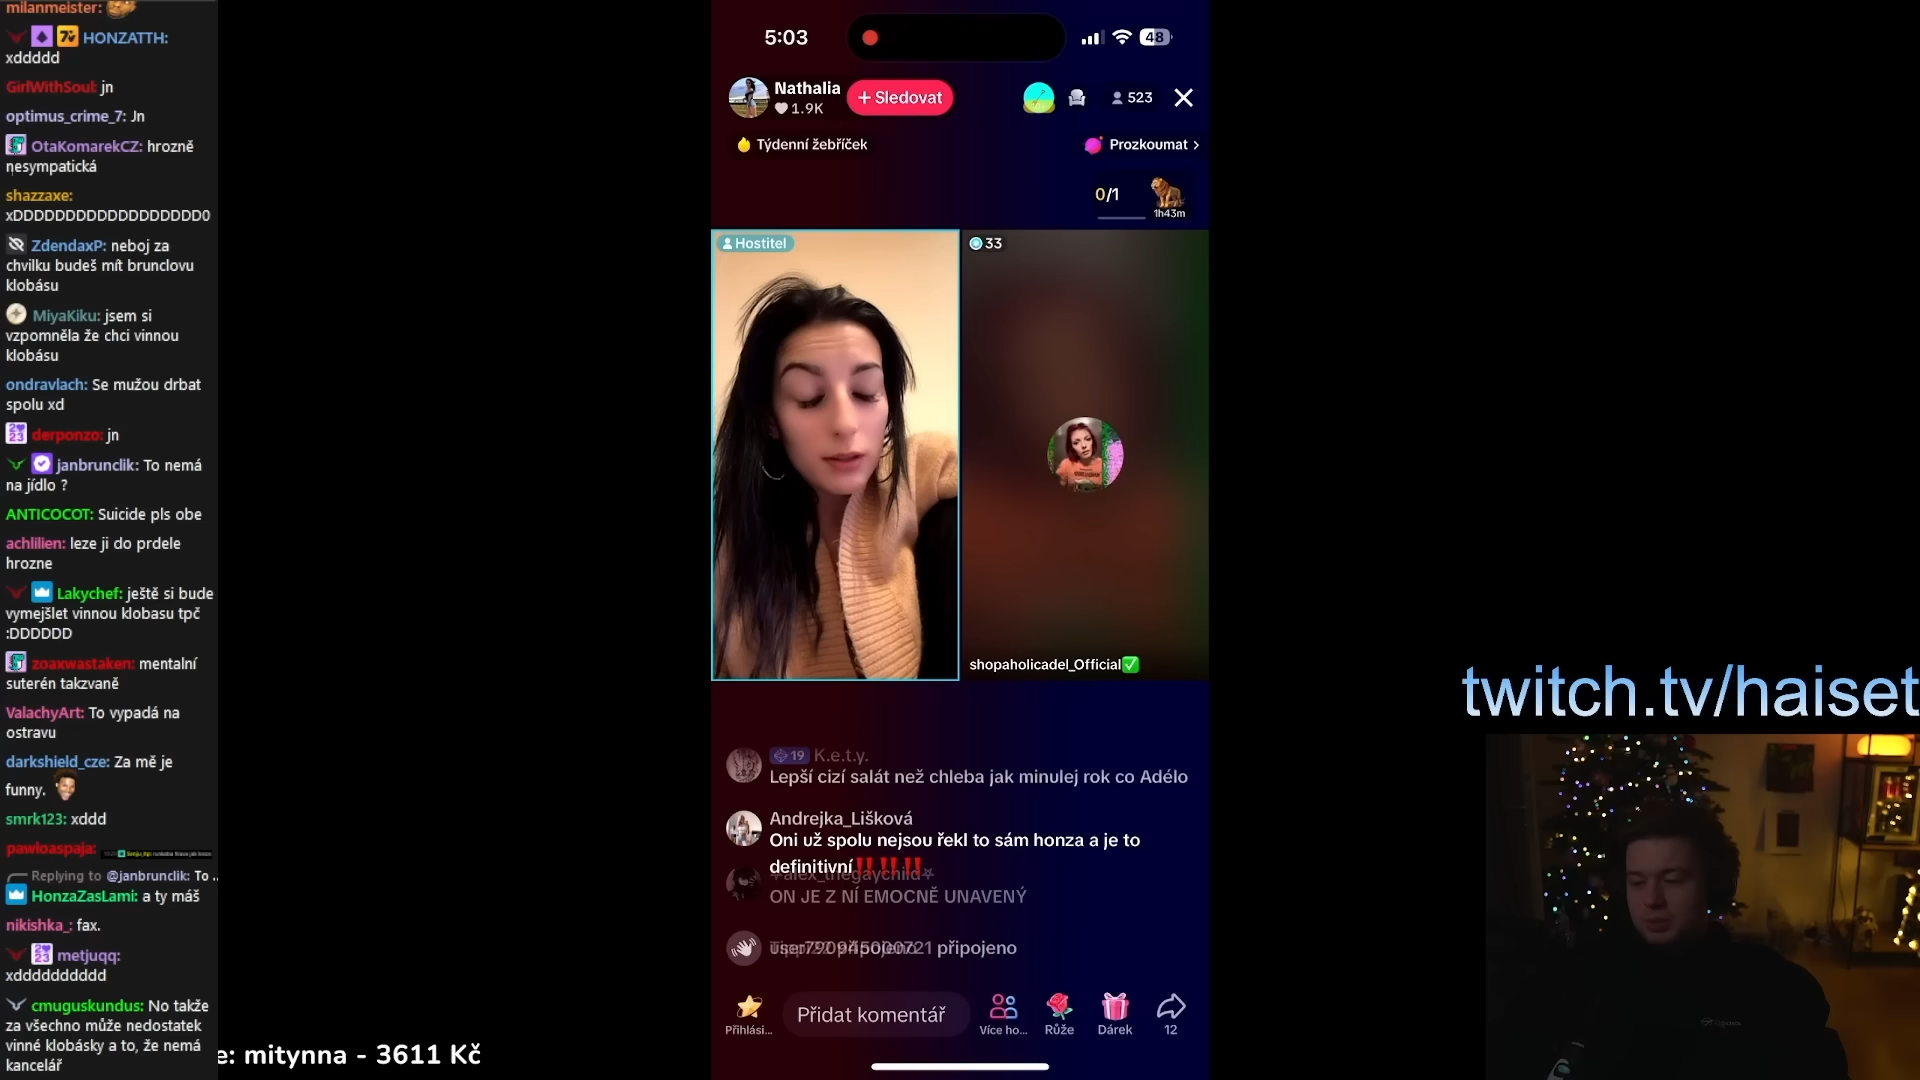 milanmeister:
HONZATTH:
xddddd
GirlWithSoul: jn
optimus_crime_7: Jn
OtaKomarekCZ: hrozně
nesympatická
shazzaxe:
xDDDDDDDDDDDDDDDDDD0
ZdendaxP: neboj za
chvilku budeš mít brunclovu
klobásu
MiyaKiku: jsem si
vzpomněla že chci vinnou
klobásu
ondravlach: Se mužou drbat
spolu xd
derponzo: jn
janbrunclik: To nemá
na jídlo ?
ANTICOCOT: Suicide pls obe
achlilien: leze ji do prdele
hrozne
Lakychef: ještě si bude
vymejšlet vinnou klobasu tpč
:DDDDDD
zoaxwastaken: mentalní
suterén takzvaně
ValachyArt: To vypadá na
ostravu
darkshield_cze: Za mě je
funny.
smrk123: xddd
pawloaspaja:
Replying to @janbrunclik: To ..
HonzaZasLami: a ty máš
nikishka_: fax.
metjuqq:
xdddddddddd
cmuguskundus: No takže
za všechno může nedostatek
vinné klobásky a to, že nemá
kancelář
e: mitynna - 3611 Kč
5:03
48
Nathalia
1.9K
+ Sledovat
523
Týdenní žebříček
Prozkoumat >
0/1
1h43m
Hostitel
33
shopaholicadel_Official✅
19 K.e.t.y.
Lepší cizí salát než chleba jak minulej rok co Adélo
Andrejka_Lišková
Oni už spolu nejsou řekl to sám honza a je to
definitivní‼️‼️‼️
ON JE Z NÍ EMOCNĚ UNAVENÝ
připojeno
Přihlási...
Přidat komentář
Více ho...
Růže
Dárek
12
twitch.tv/haiset